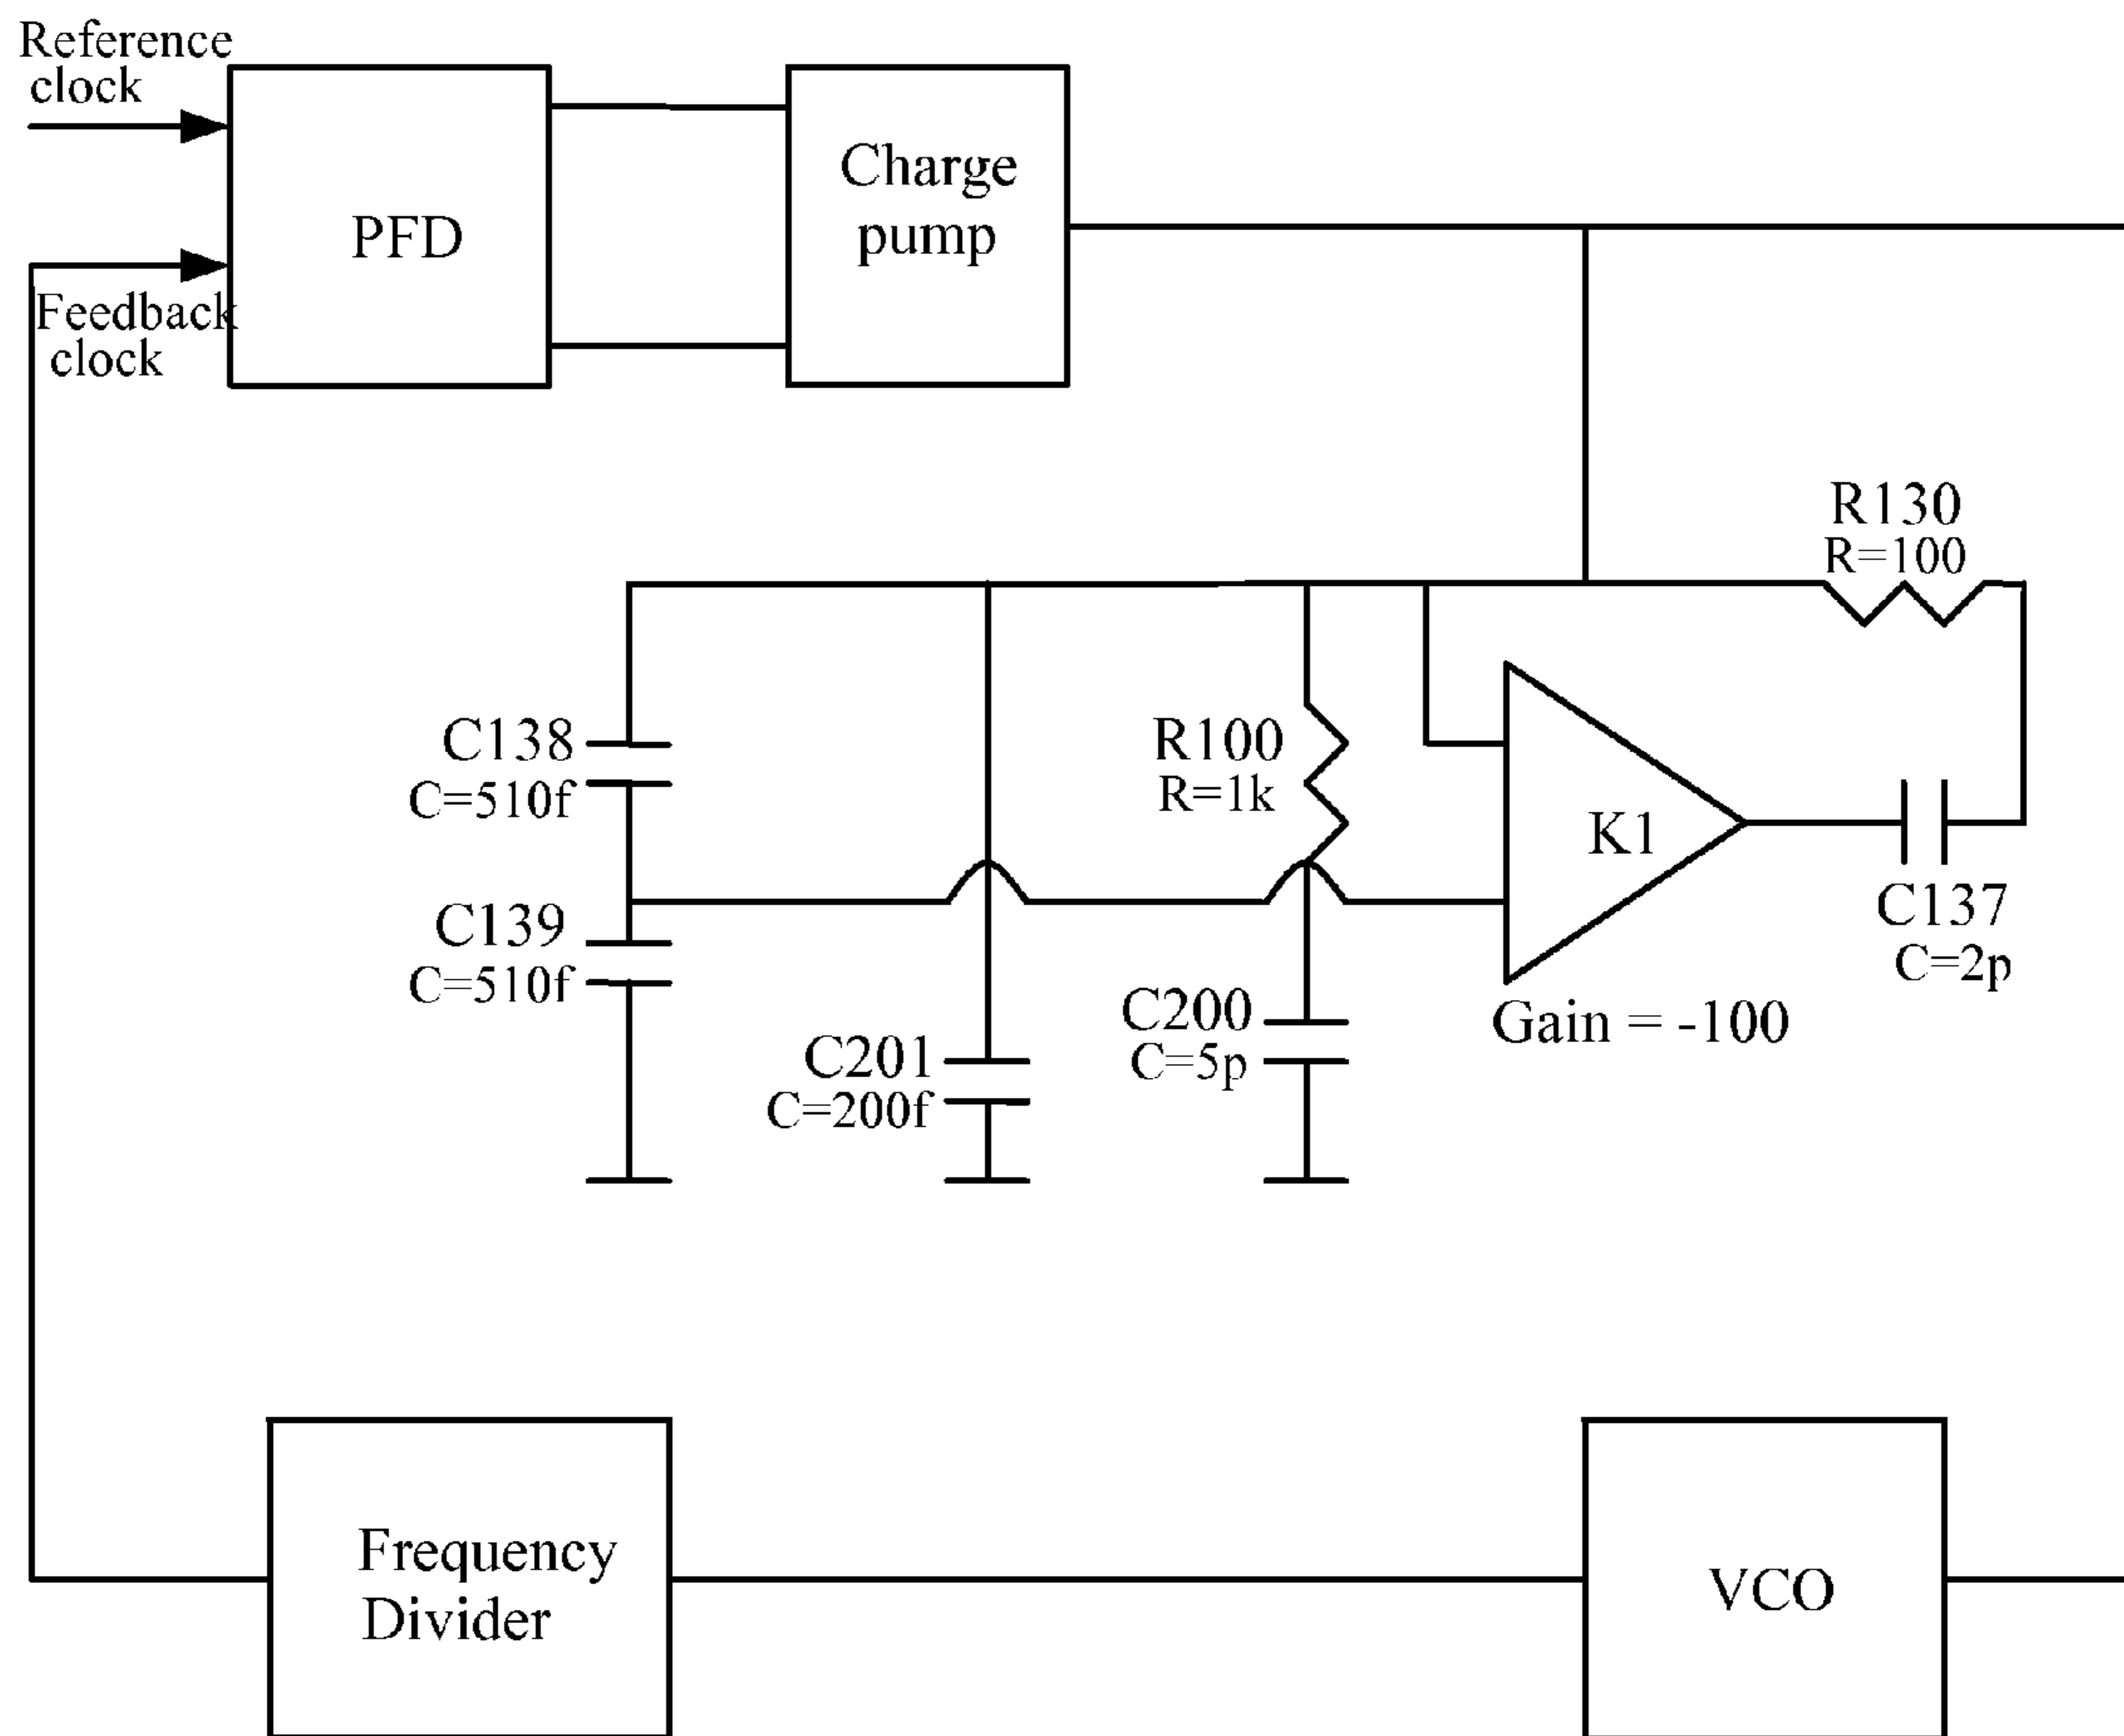 Reference
clock
PFD
Charge
pump
Feedback
clock
R130
R=100
C138
C=510f
R100
R=1k
K1
C139
C=510f
C137
C=2p
C200
C=5p
Gain = -100
C201
C=200f
Frequency
Divider
VCO